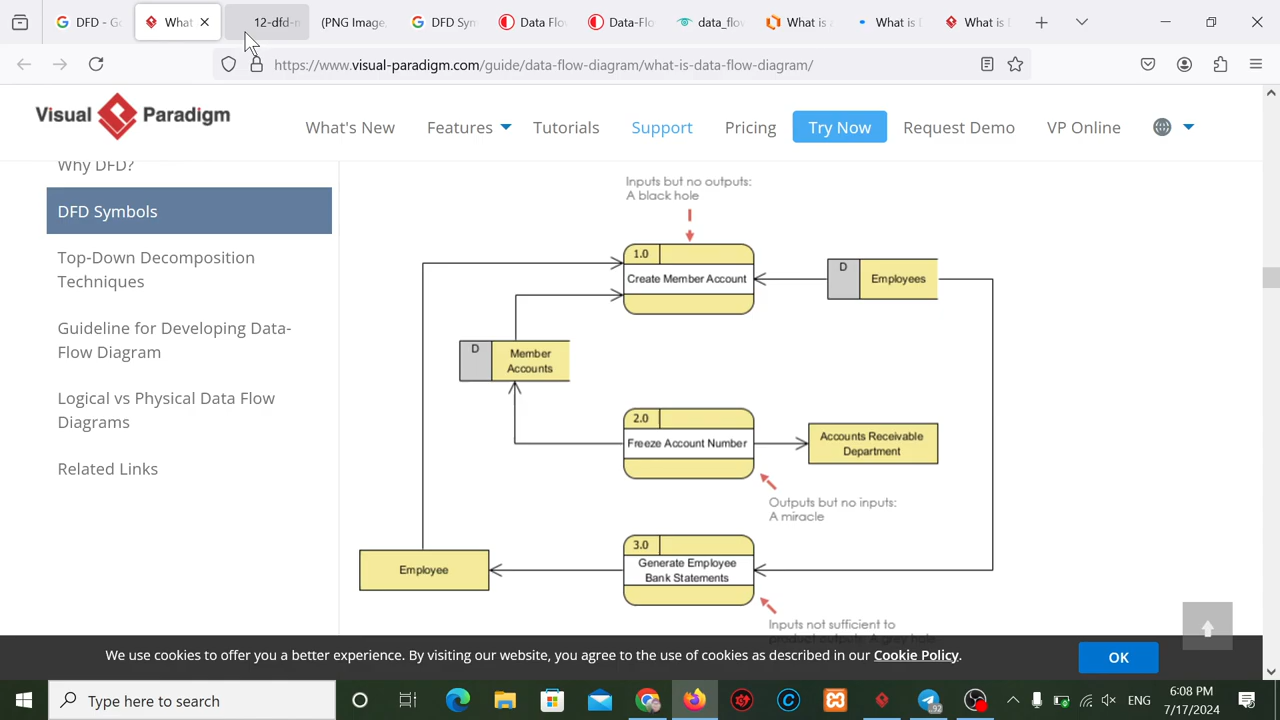 DFD - Go
What
12-dfd-n
(PNG Image,
DFD Sym
Data Flo
Data-Flo
data_flo
What is a
What is D
What is D
https://www.visual-paradigm.com/guide/data-flow-diagram/what-is-data-flow-diagram/
Visual Paradigm
What's New
Features
Tutorials
Support
Pricing
Try Now
Request Demo
VP Online
Why DFD?
DFD Symbols
Top-Down Decomposition
Techniques
Guideline for Developing Data-
Flow Diagram
Logical vs Physical Data Flow
Diagrams
Related Links
Inputs but no outputs:
A black hole
1.0
Create Member Account
D
Employees
D
Member
Accounts
2.0
Freeze Account Number
Accounts Receivable
Department
Outputs but no inputs:
A miracle
3.0
Generate Employee
Bank Statements
Employee
Inputs not sufficient to
product outputs: A grey hole
We use cookies to offer you a better experience. By visiting our website, you agree to the use of cookies as described in our Cookie Policy.
OK
Type here to search
92
ENG
6:08 PM
7/17/2024